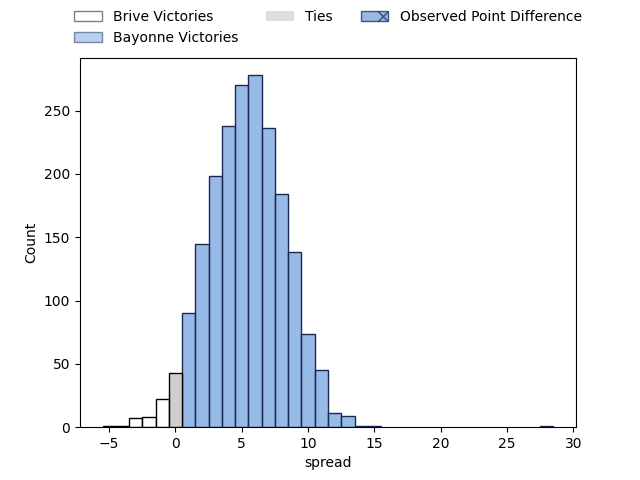 Brive Victories
Bayonne Victories
Ties
Observed Point Difference
Count
250
200
150
100
50
0
−5
0
5
10
15
20
25
30
spread